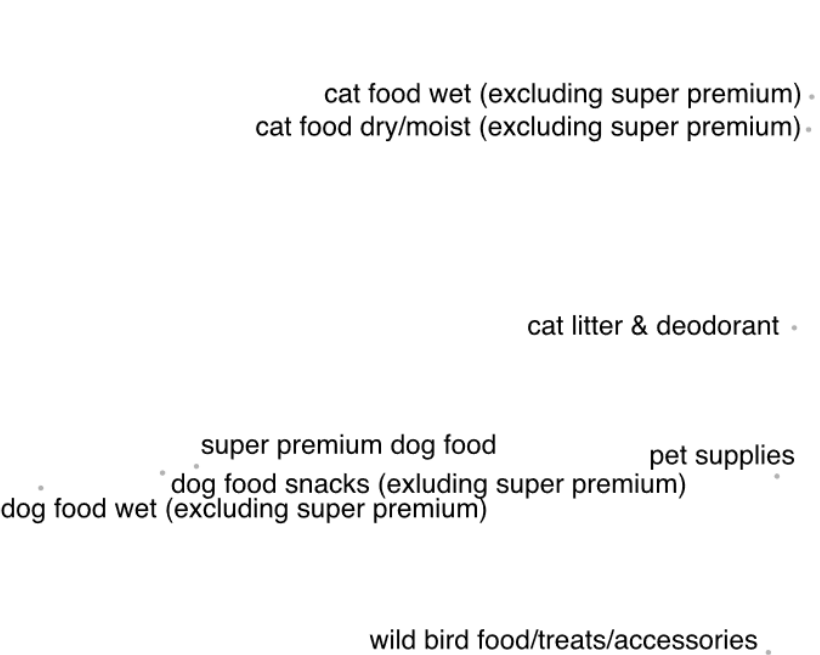 cat food wet (excluding super premium)
cat food dry/moist (excluding super premium)
cat litter & deodorant
super premium dog food
pet supplies
dog food snacks (exluding super premium)
dog food wet (excluding super premium)
wild bird food/treats/accessories